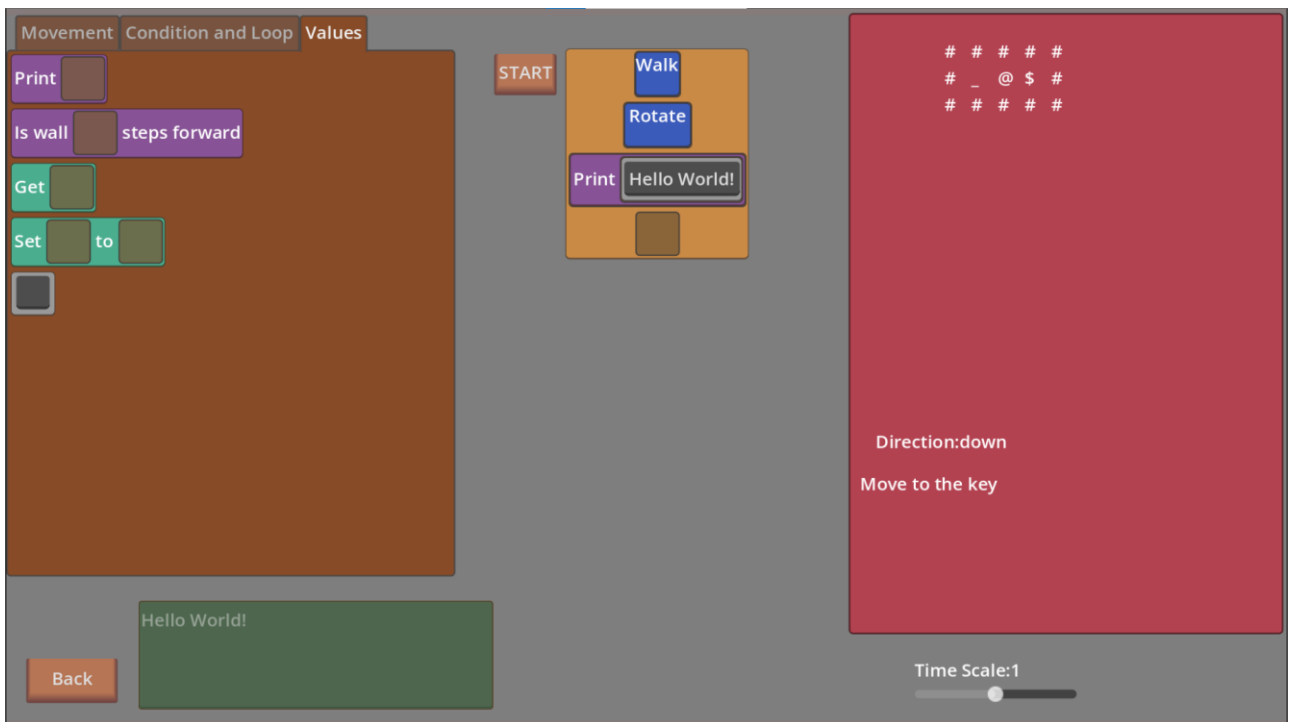 Movement Condition and Loop Values
Print
Is wall steps forward
Get
Set to
START
Walk
Rotate
Print Hello World!
# # # # #
# _ @ $ #
# # # # #
Direction:down
Move to the key
Hello World!
Back
Time Scale:1